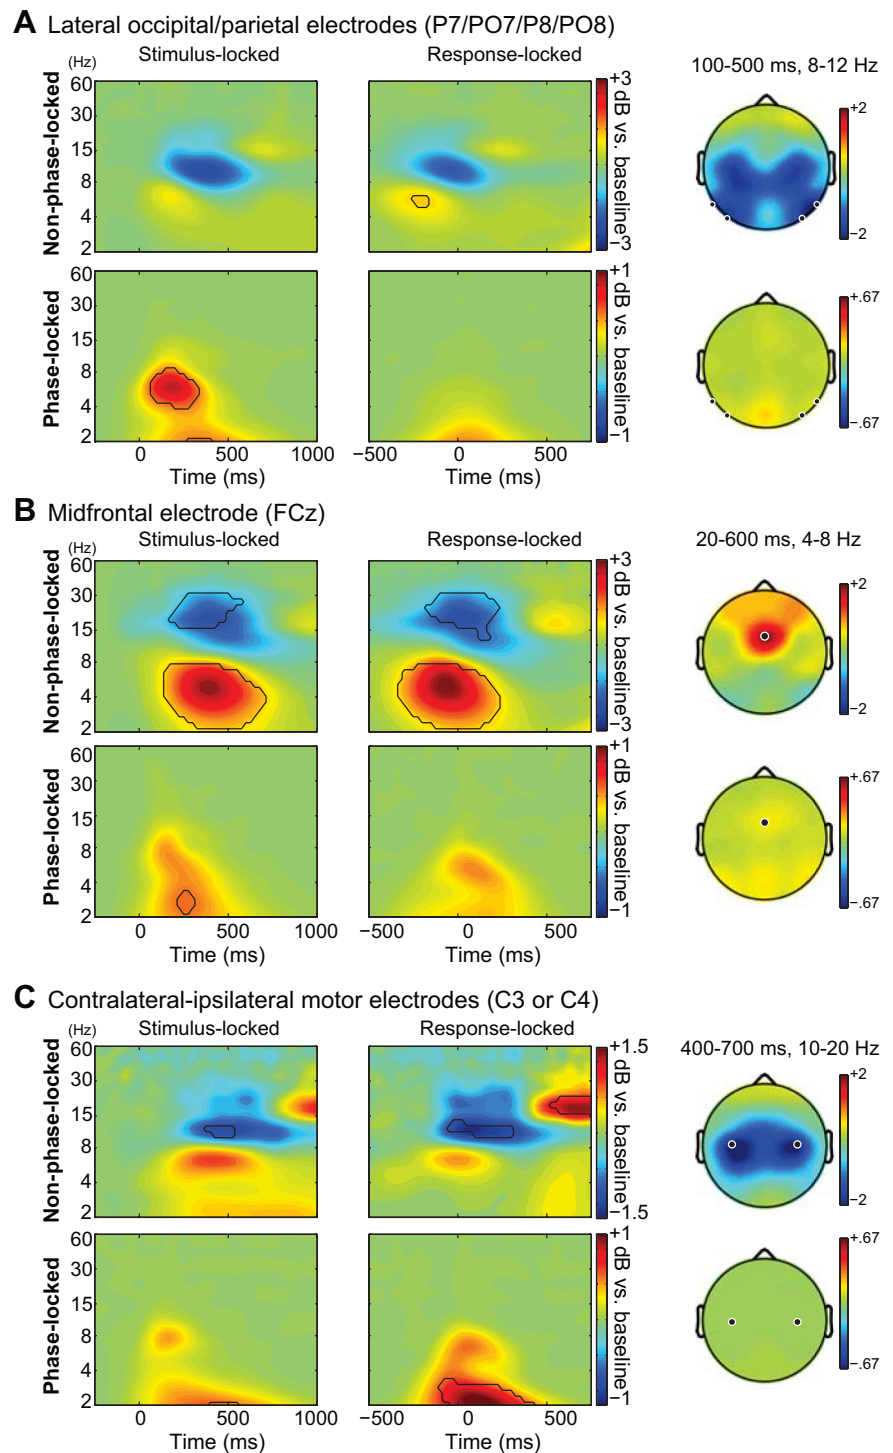 A Lateral occipital/parietal electrodes (P7/PO7/P8/PO8)
(Hz) Stimulus-locked Response-locked 100-500 ms, 8-12 Hz
Non-phase-locked
60
30
15
8
4
2
+3
dB vs. baseline
−3
+2
−2
Phase-locked
60
30
15
8
4
2
+1
dB vs. baseline
−1
+.67
−.67
0 500 1000 −500 0 500
Time (ms) Time (ms)
B Midfrontal electrode (FCz)
(Hz) Stimulus-locked Response-locked 20-600 ms, 4-8 Hz
Non-phase-locked
60
30
15
8
4
2
+3
dB vs. baseline
−3
+2
−2
Phase-locked
60
30
15
8
4
2
+1
dB vs. baseline
−1
+.67
−.67
0 500 1000 −500 0 500
Time (ms) Time (ms)
C Contralateral-ipsilateral motor electrodes (C3 or C4)
(Hz) Stimulus-locked Response-locked 400-700 ms, 10-20 Hz
Non-phase-locked
60
30
15
8
4
2
+1.5
dB vs. baseline
−1.5
+2
−2
Phase-locked
60
30
15
8
4
2
+1
dB vs. baseline
−1
+.67
−.67
0 500 1000 −500 0 500
Time (ms) Time (ms)